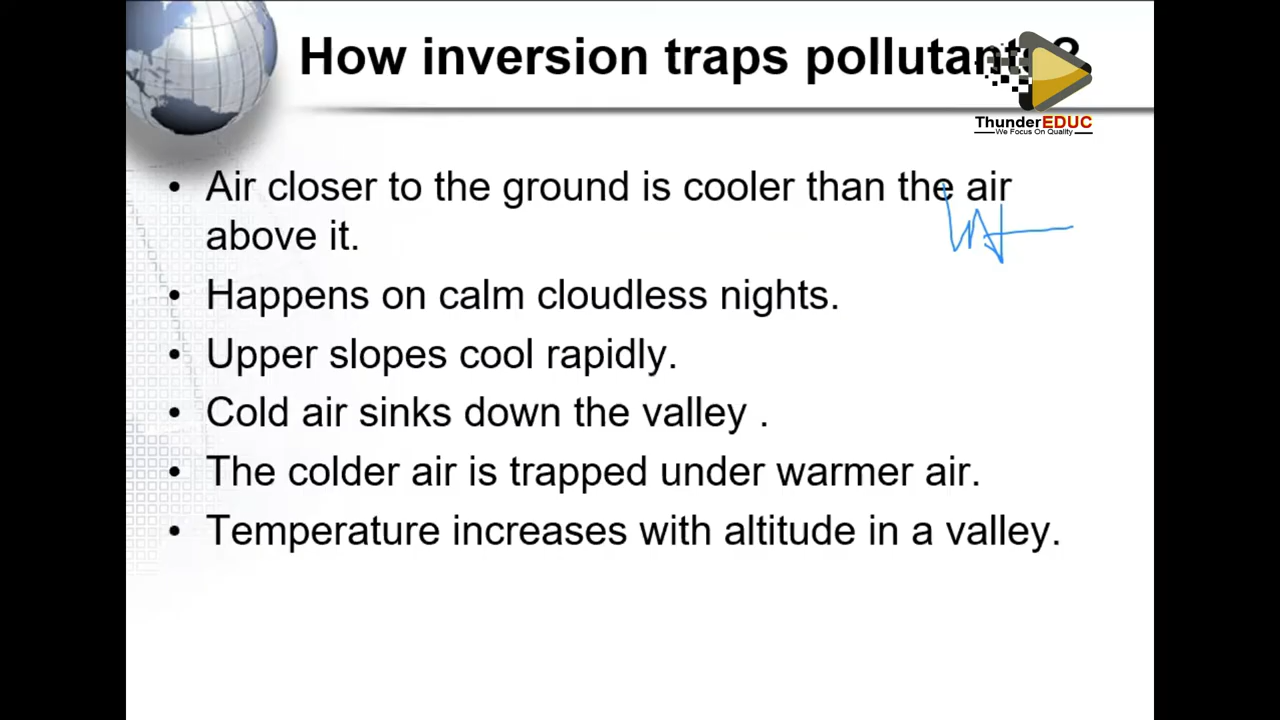 How inversion traps pollutants?
ThunderEDUC
We Focus On Quality
• Air closer to the ground is cooler than the air
above it.
• Happens on calm cloudless nights.
• Upper slopes cool rapidly.
• Cold air sinks down the valley .
• The colder air is trapped under warmer air.
• Temperature increases with altitude in a valley.